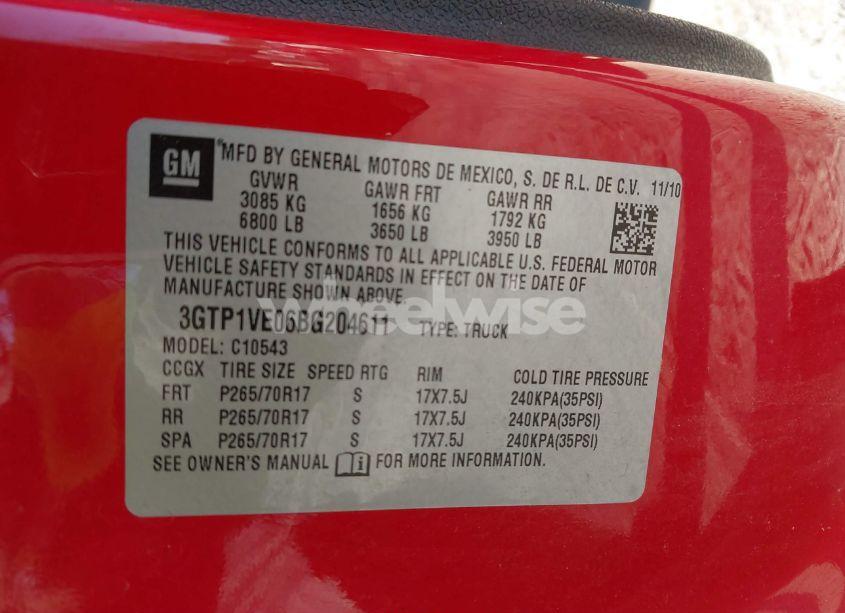 GM MFD BY GENERAL MOTORS DE MEXICO, S. DE R.L. DE C.V. 11/10
GVWR GAWR FRT GAWR RR
3085 KG 1656 KG 1792 KG
6800 LB 3650 LB 3950 LB
THIS VEHICLE CONFORMS TO ALL APPLICABLE U.S. FEDERAL MOTOR
VEHICLE SAFETY STANDARDS IN EFFECT ON THE DATE OF
MANUFACTURE SHOWN ABOVE.
wheelwise
3GTP1VE06BG204611 TYPE: TRUCK
MODEL: C10543
CCGX TIRE SIZE SPEED RTG RIM COLD TIRE PRESSURE
FRT P265/70R17 S 17X7.5J 240KPA(35PSI)
RR P265/70R17 S 17X7.5J 240KPA(35PSI)
SPA P265/70R17 S 17X7.5J 240KPA(35PSI)
SEE OWNER'S MANUAL FOR MORE INFORMATION.